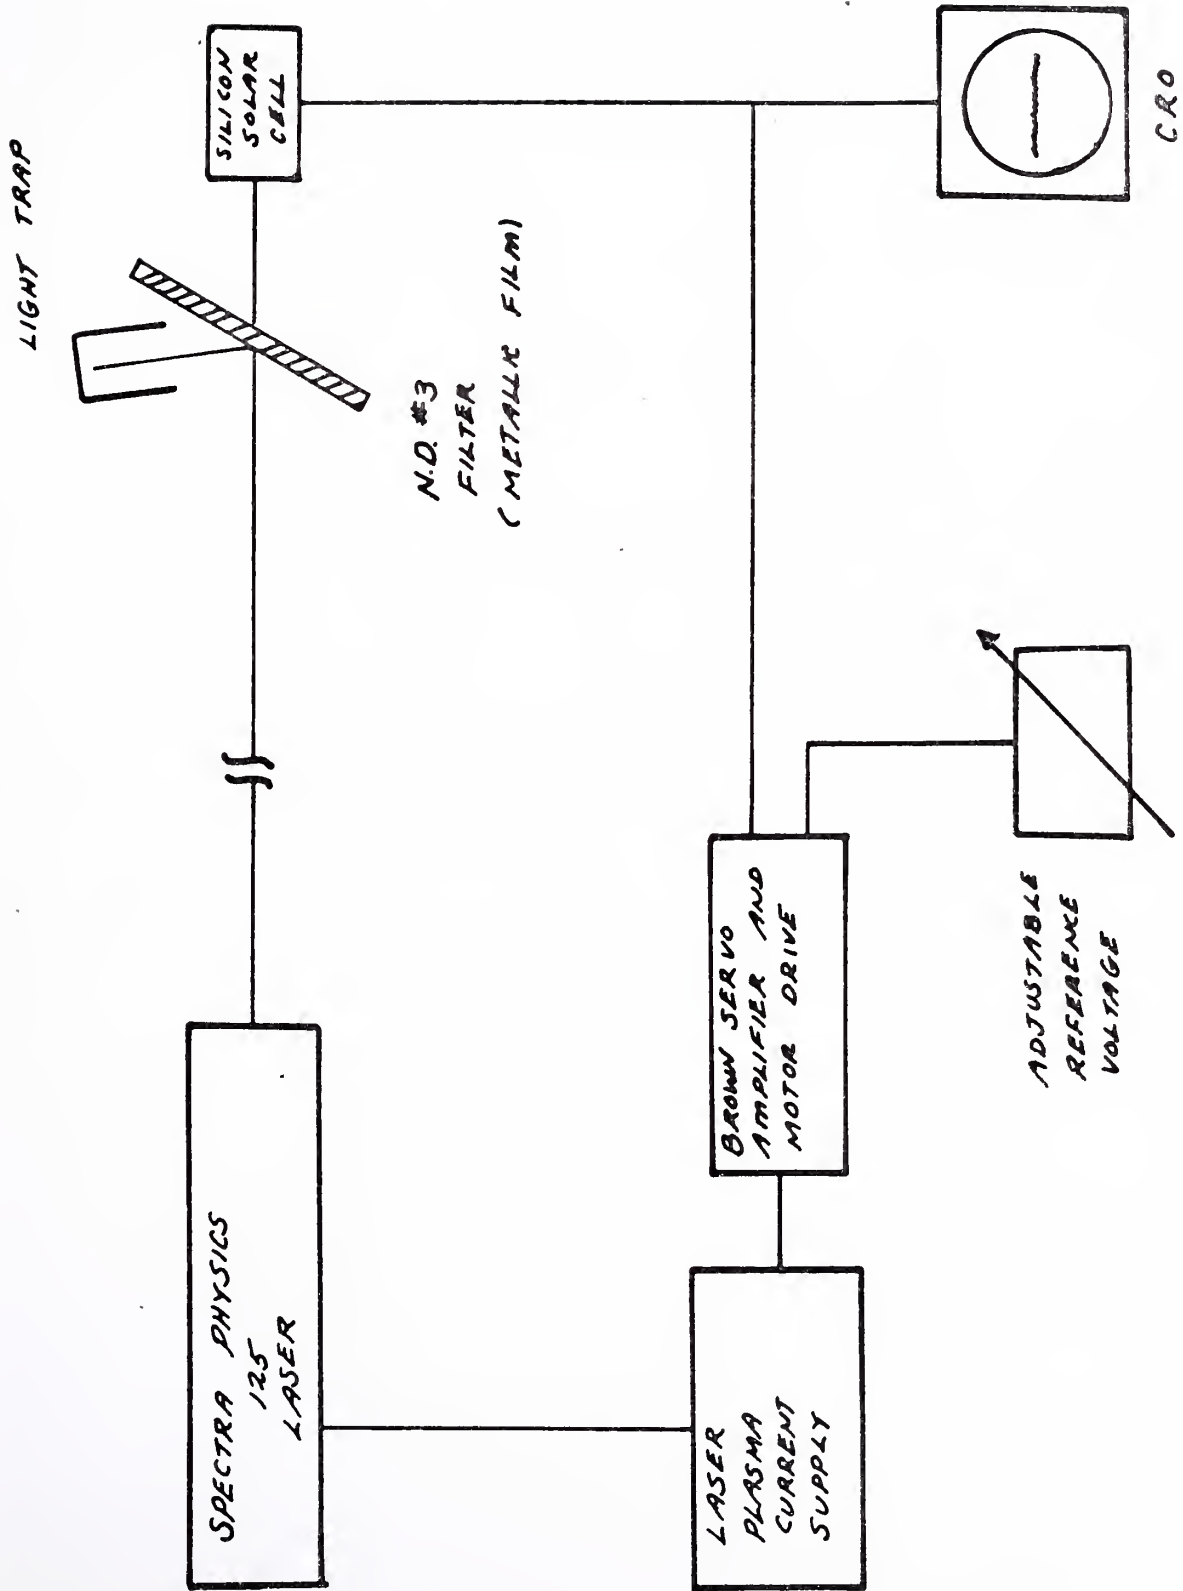 LIGHT TRAP
SILICON
SOLAR
CELL
N.D. #3
FILTER
(METALLIC FILM)
SPECTRA PHYSICS
125
LASER
BROWN SERVO
AMPLIFIER AND
MOTOR DRIVE
LASER
PLASMA
CURRENT
SUPPLY
ADJUSTABLE
REFERENCE
VOLTAGE
CRO